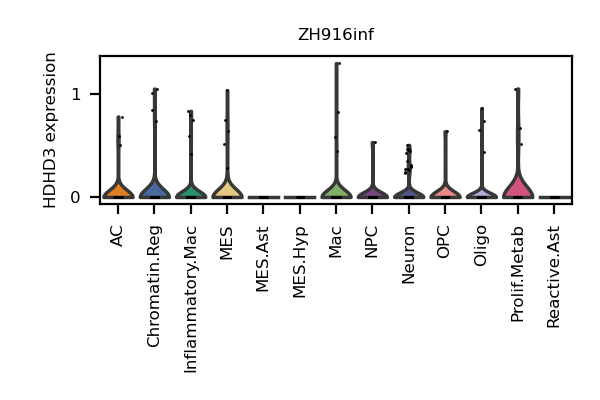 ZH916inf
HDHD3 expression
1
0
AC
Chromatin.Reg
Inflammatory.Mac
MES
MES.Ast
MES.Hyp
Mac
NPC
Neuron
OPC
Oligo
Prolif.Metab
Reactive.Ast